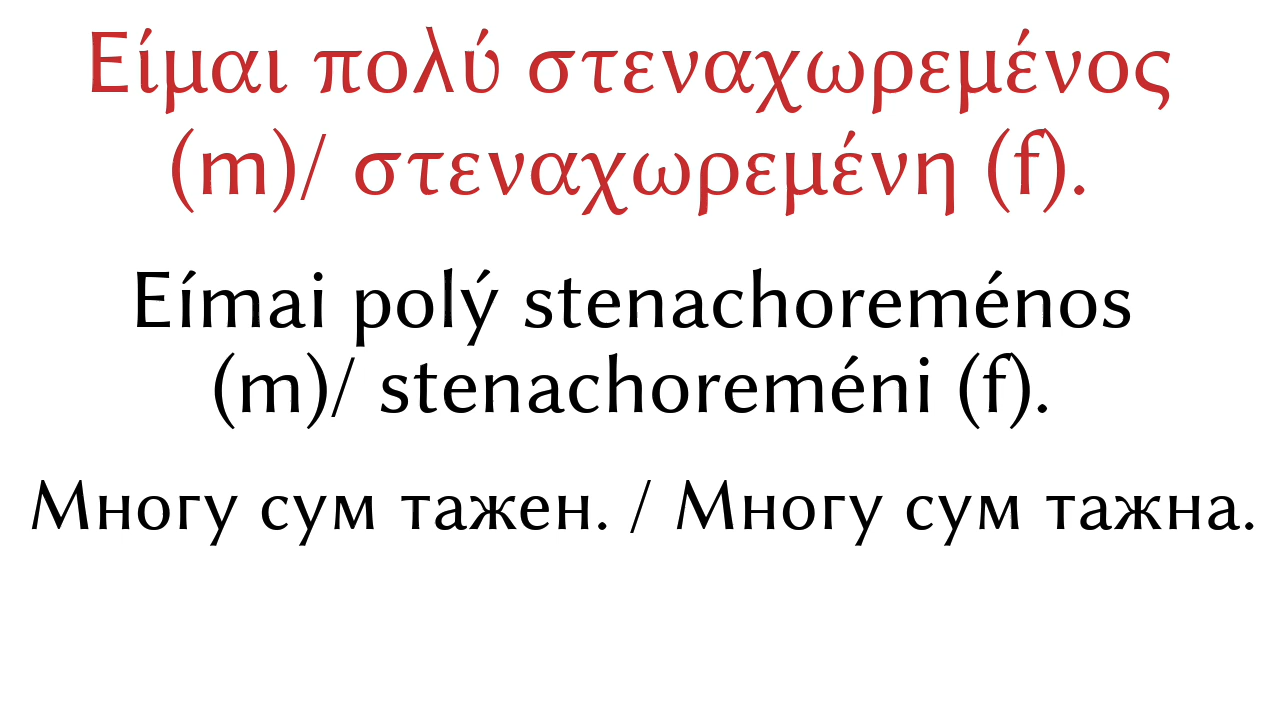 Είμαι πολύ στεναχωρεμένος
(m)/ στεναχωρεμένη (f).
Eímai polý stenachoreménos
(m)/ stenachoreméni (f).
Многу сум тажен. / Многу сум тажна.